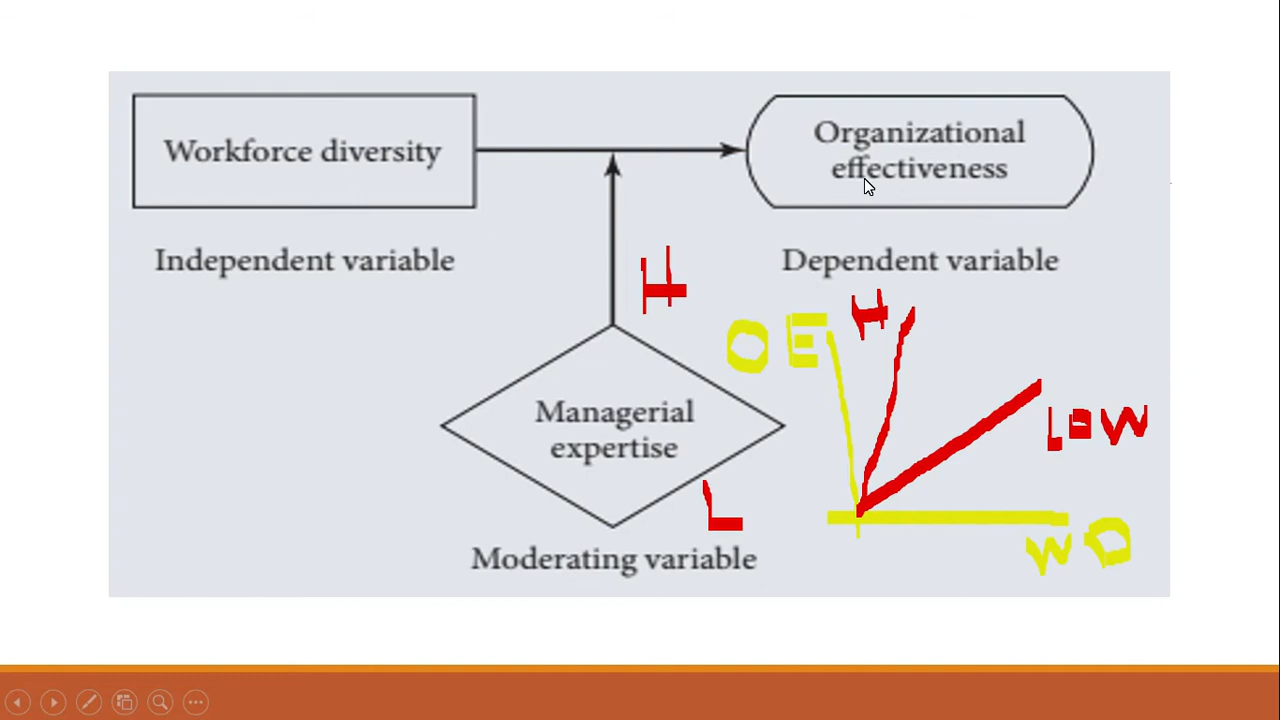 Workforce diversity
Organizational
effectiveness
Independent variable
Dependent variable
H
H
OE
LOW
Managerial
expertise
L
WD
Moderating variable